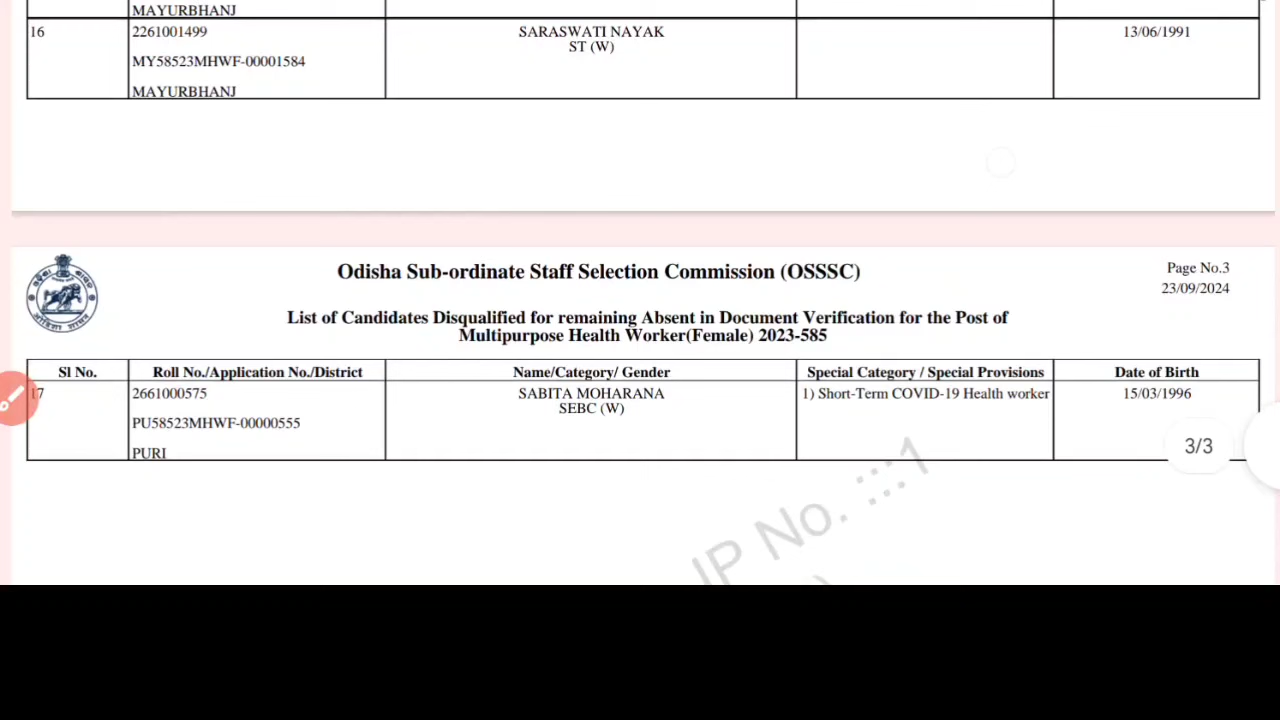 MAYURBHANJ
16 2261001499 SARASWATI NAYAK 13/06/1991
ST (W)
MY58523MHWF-00001584
MAYURBHANJ
Odisha Sub-ordinate Staff Selection Commission (OSSSC) Page No.3
23/09/2024
List of Candidates Disqualified for remaining Absent in Document Verification for the Post of
Multipurpose Health Worker(Female) 2023-585
Sl No. Roll No./Application No./District Name/Category/ Gender Special Category / Special Provisions Date of Birth
17 2661000575 SABITA MOHARANA 1) Short-Term COVID-19 Health worker 15/03/1996
SEBC (W)
PU58523MHWF-00000555
PURI
3/3
IP No. :::1